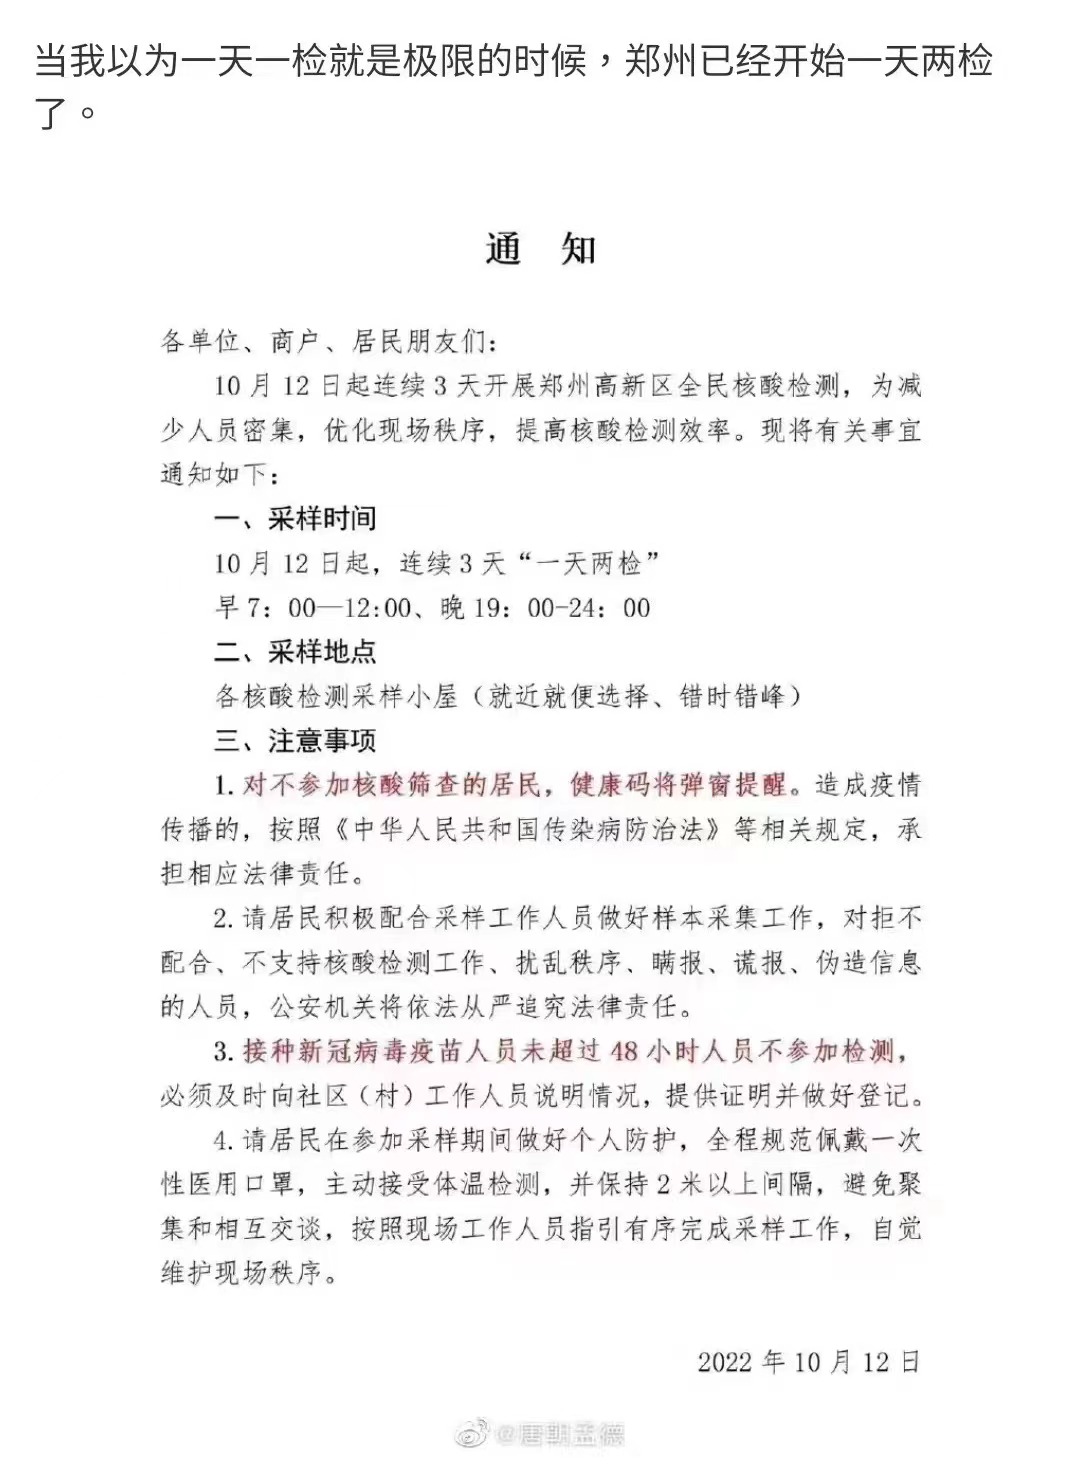 当我以为一天一检就是极限的时候，郑州已经开始一天两检
了。
通 知
各单位、商户、居民朋友们：
10 月 12 日起连续 3 天开展郑州高新区全民核酸检测，为减
少人员密集，优化现场秩序，提高核酸检测效率。现将有关事宜
通知如下：
一、采样时间
10 月 12 日起，连续 3 天“一天两检”
早 7：00—12:00、晚 19：00-24：00
二、采样地点
各核酸检测采样小屋（就近就便选择、错时错峰）
三、注意事项
1. 对不参加核酸筛查的居民，健康码将弹窗提醒。造成疫情
传播的，按照《中华人民共和国传染病防治法》等相关规定，承
担相应法律责任。
2. 请居民积极配合采样工作人员做好样本采集工作，对拒不
配合、不支持核酸检测工作、扰乱秩序、瞒报、谎报、伪造信息
的人员，公安机关将依法从严追究法律责任。
3. 接种新冠病毒疫苗人员未超过 48 小时人员不参加检测，
必须及时向社区（村）工作人员说明情况，提供证明并做好登记。
4. 请居民在参加采样期间做好个人防护，全程规范佩戴一次
性医用口罩，主动接受体温检测，并保持 2 米以上间隔，避免聚
集和相互交谈，按照现场工作人员指引有序完成采样工作，自觉
维护现场秩序。
2022 年 10 月 12 日
@唐朝孟德